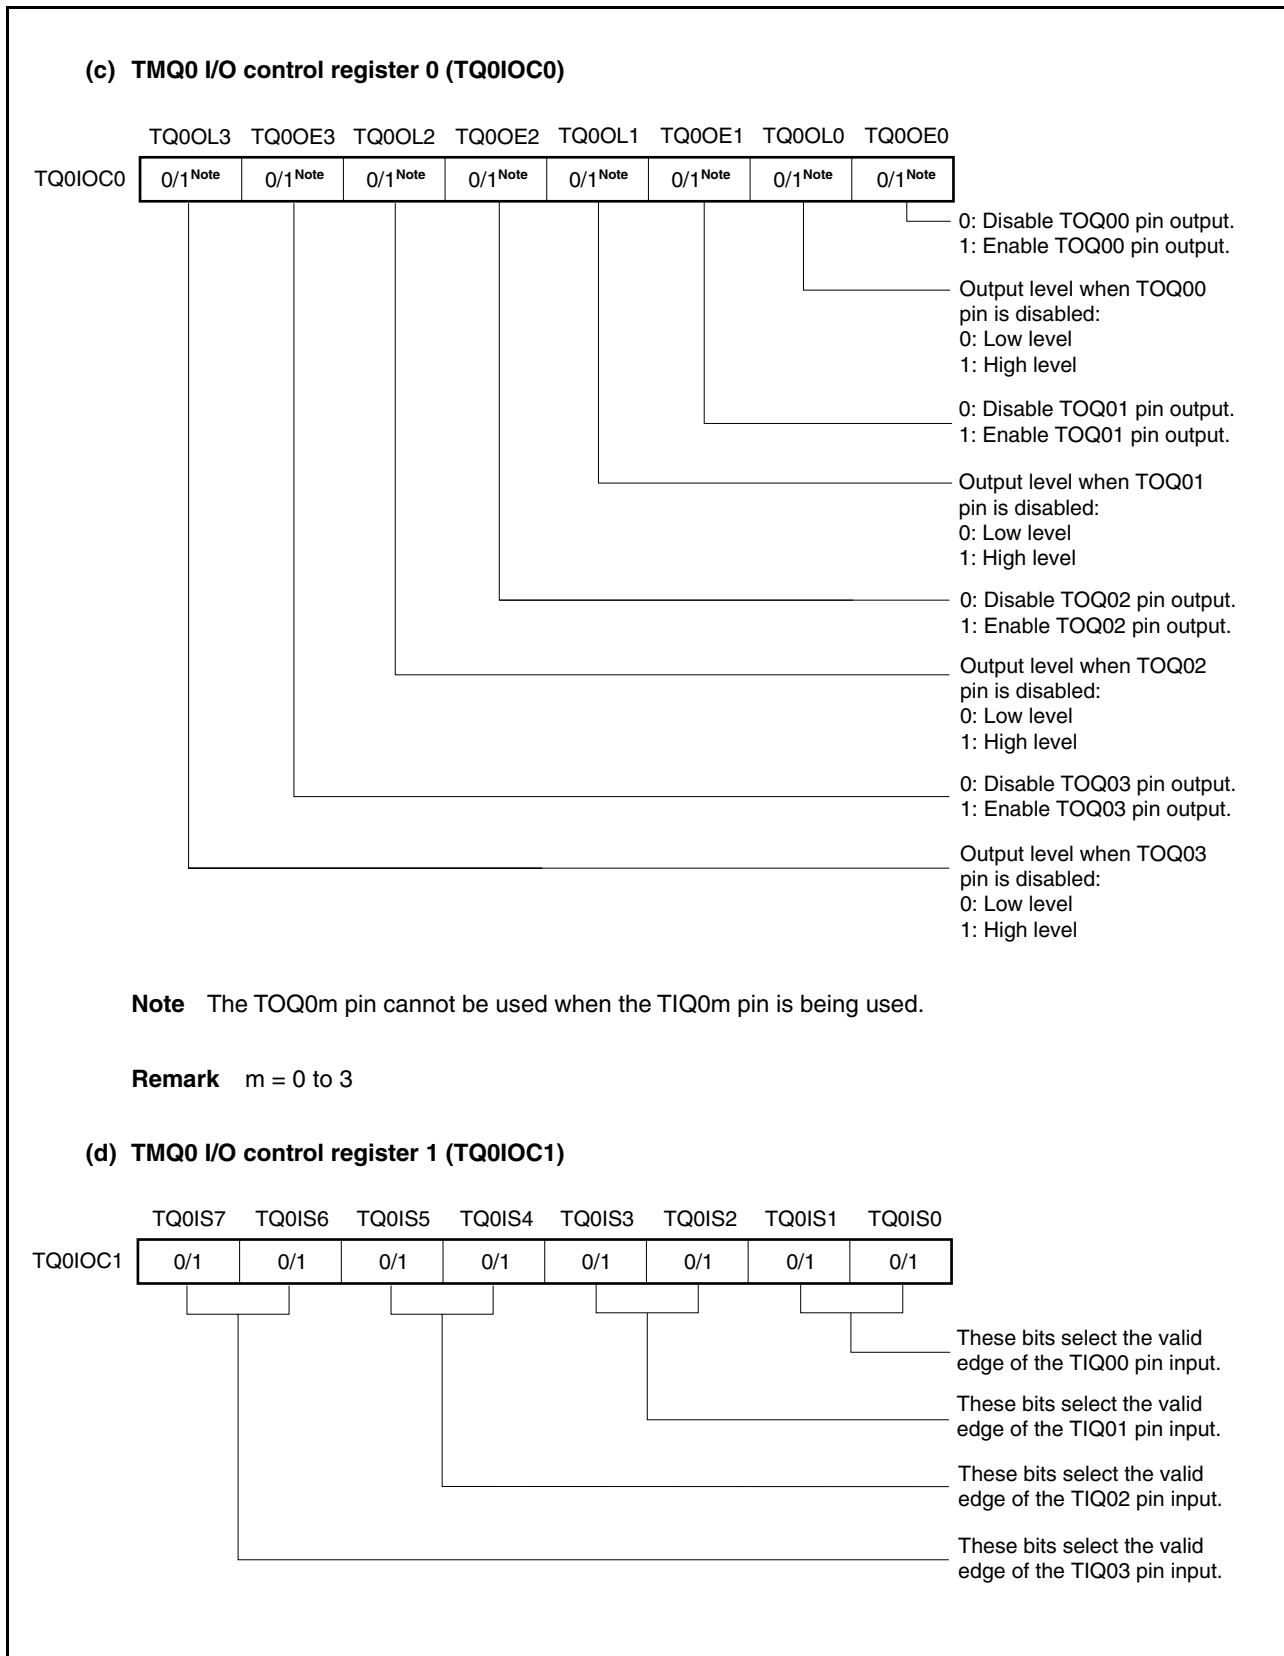 (c) TMQ0 I/O control register 0 (TQ0IOC0)
TQ0OL3 TQ0OE3 TQ0OL2 TQ0OE2 TQ0OL1 TQ0OE1 TQ0OL0 TQ0OE0
TQ0IOC0 0/1Note 0/1Note 0/1Note 0/1Note 0/1Note 0/1Note 0/1Note 0/1Note
0: Disable TOQ00 pin output.
1: Enable TOQ00 pin output.
Output level when TOQ00
pin is disabled:
0: Low level
1: High level
0: Disable TOQ01 pin output.
1: Enable TOQ01 pin output.
Output level when TOQ01
pin is disabled:
0: Low level
1: High level
0: Disable TOQ02 pin output.
1: Enable TOQ02 pin output.
Output level when TOQ02
pin is disabled:
0: Low level
1: High level
0: Disable TOQ03 pin output.
1: Enable TOQ03 pin output.
Output level when TOQ03
pin is disabled:
0: Low level
1: High level
Note The TOQ0m pin cannot be used when the TIQ0m pin is being used.
Remark m = 0 to 3
(d) TMQ0 I/O control register 1 (TQ0IOC1)
TQ0IS7 TQ0IS6 TQ0IS5 TQ0IS4 TQ0IS3 TQ0IS2 TQ0IS1 TQ0IS0
TQ0IOC1 0/1 0/1 0/1 0/1 0/1 0/1 0/1 0/1
These bits select the valid
edge of the TIQ00 pin input.
These bits select the valid
edge of the TIQ01 pin input.
These bits select the valid
edge of the TIQ02 pin input.
These bits select the valid
edge of the TIQ03 pin input.